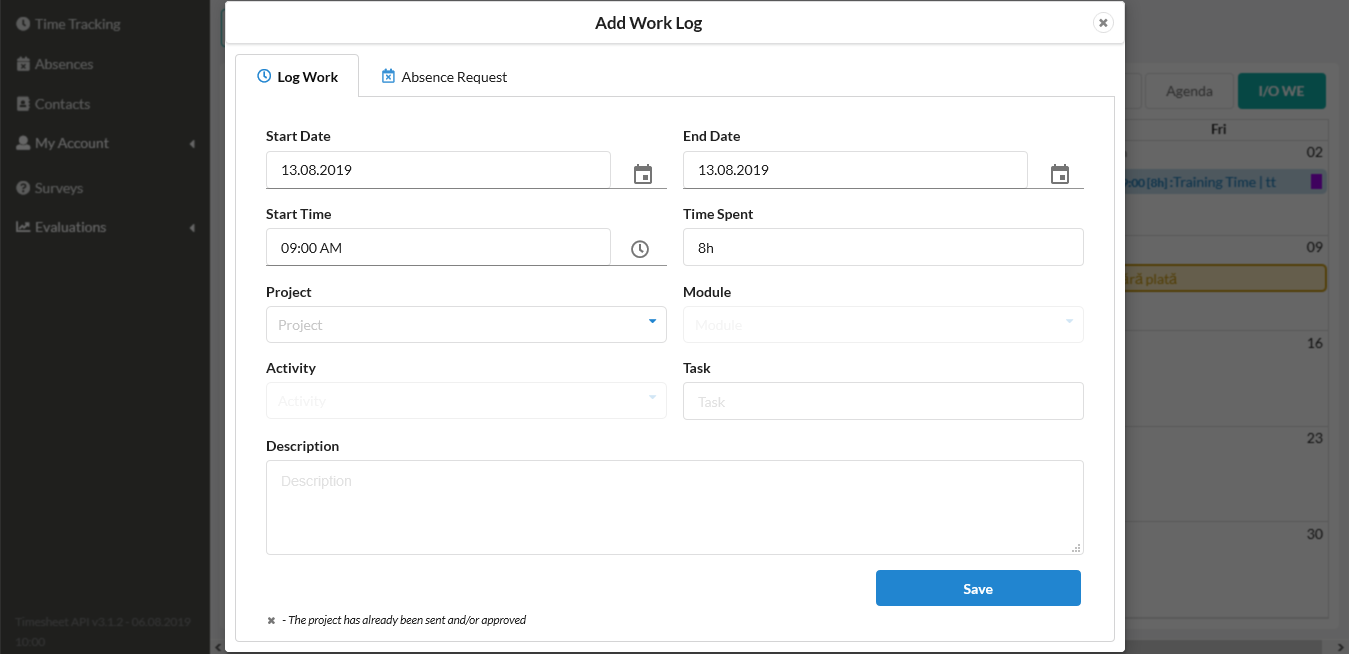 Time Tracking
Absences
Contacts
My Account
Surveys
Evaluations
Timesheet API v3.1.2 - 06.08.2019
10:00
Add Work Log
Log Work
Absence Request
Start Date
End Date
13.08.2019
13.08.2019
Start Time
Time Spent
09:00 AM
8h
Project
Module
Project
Module
Activity
Task
Activity
Task
Description
Description
Save
- The project has already been sent and/or approved
Agenda
I/O WE
Fri
02
:00 [8h] :Training Time | tt
09
plată
16
23
30